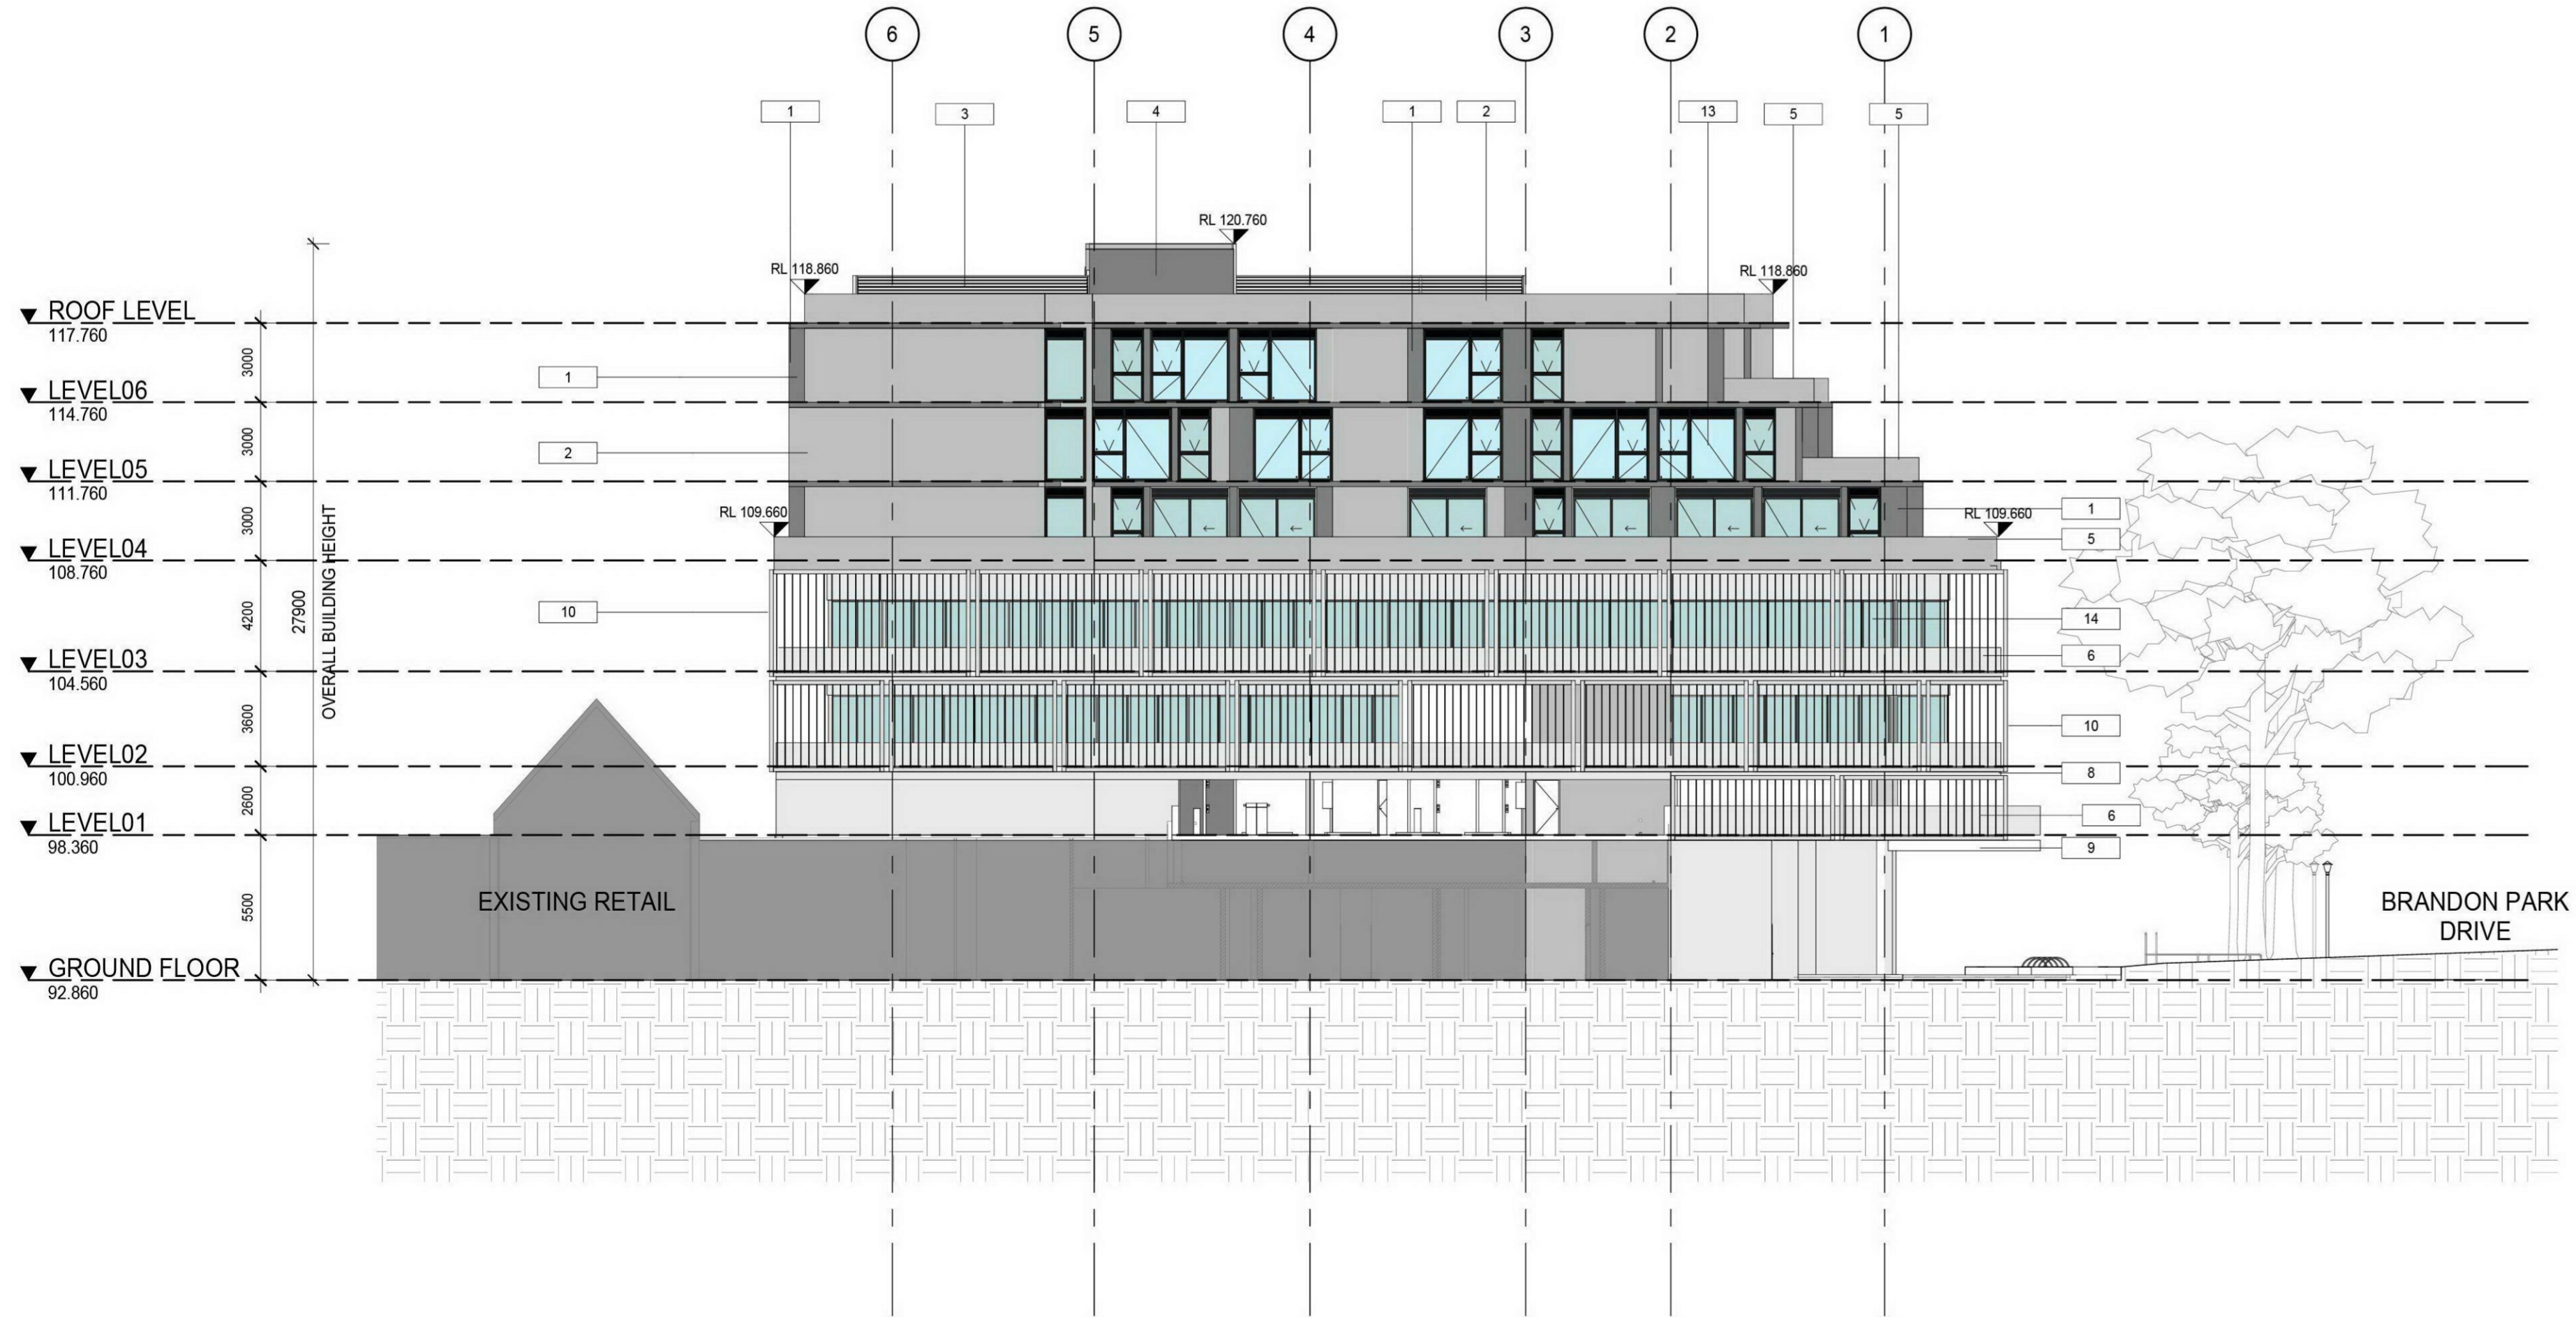 6 5 4 3 2 1
1 3 4 1 2 13 5 5
RL 120.760
RL 118.860 RL 118.860
ROOF LEVEL
117.760
3000
1
LEVEL06
114.760
3000
2
LEVEL05
111.760
3000
RL 109.660 RL 109.660
1
5
LEVEL04
108.760
4200
27900
OVERALL BUILDING HEIGHT
10
14
LEVEL03
104.560
6
3600
10
LEVEL02
100.960
8
2600
6
LEVEL01
98.360
9
5500
EXISTING RETAIL
BRANDON PARK
DRIVE
GROUND FLOOR
92.860